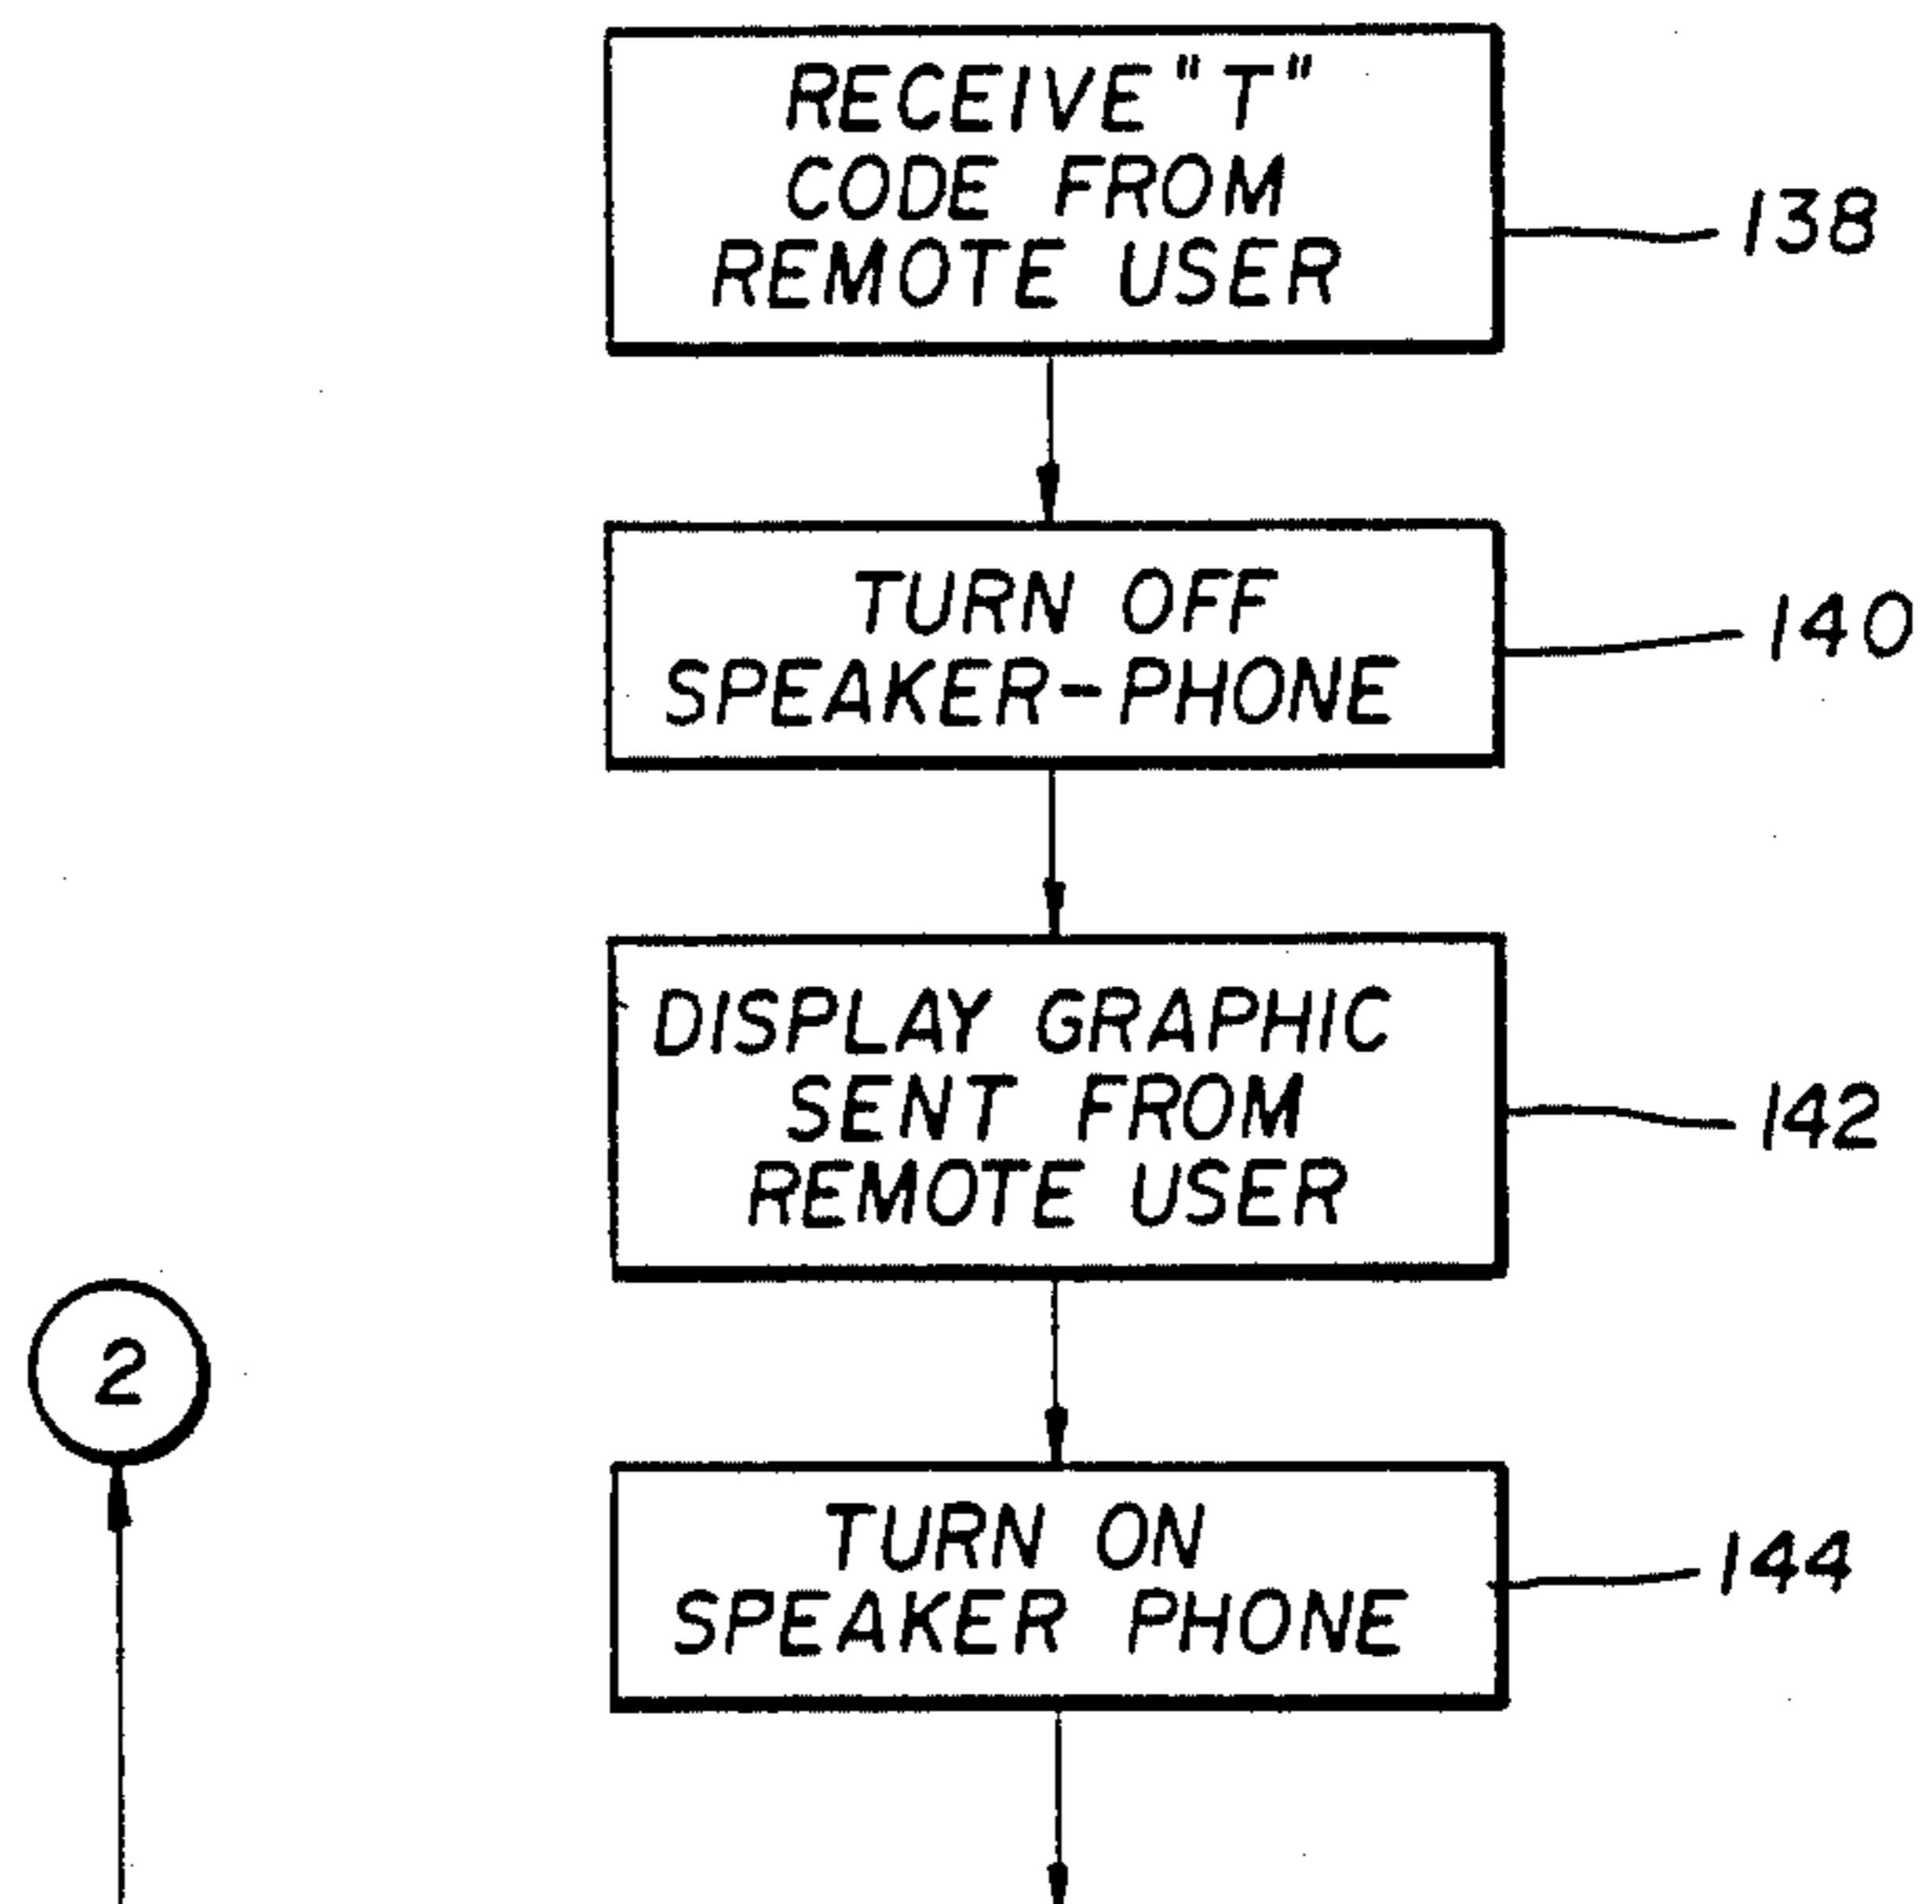 RECEIVE "T"
CODE FROM
REMOTE USER
138
TURN OFF
SPEAKER-PHONE
140
DISPLAY GRAPHIC
SENT FROM
REMOTE USER
142
2
TURN ON
SPEAKER PHONE
144